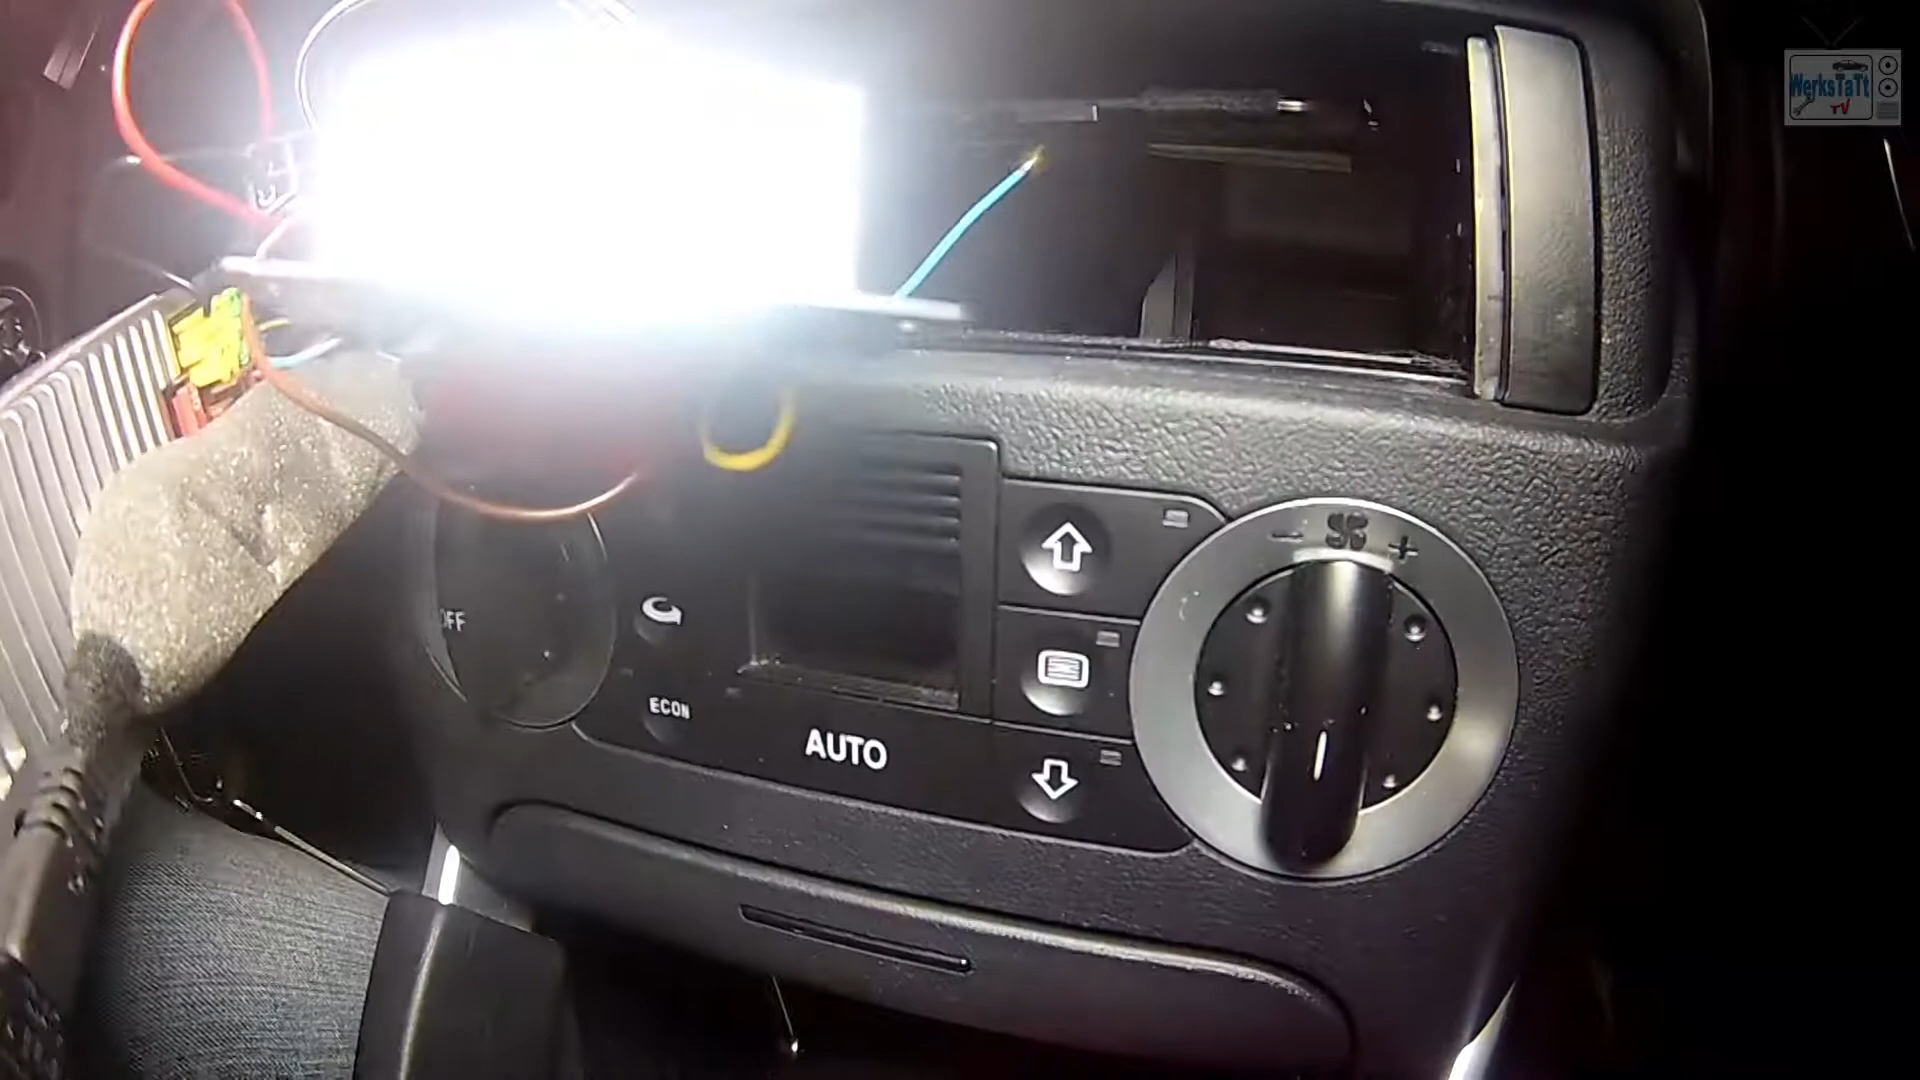 WerksTaTt
TV
- +
OFF
ECON
AUTO